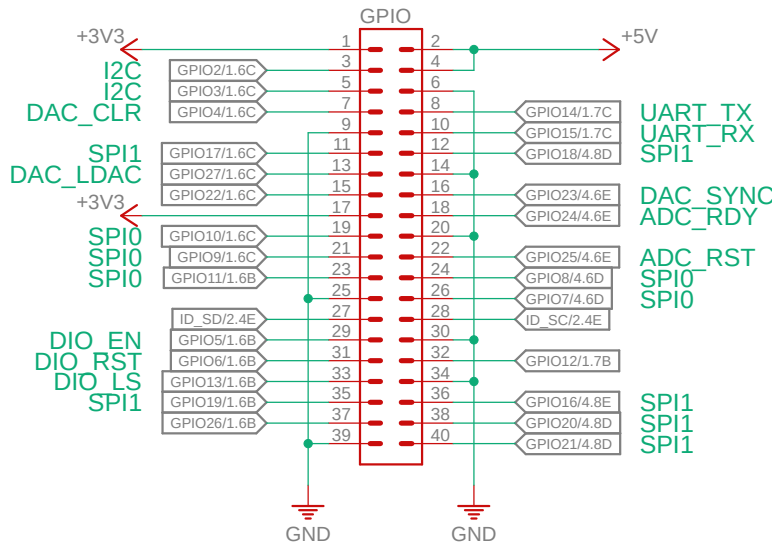 GPIO
+3V3 1 2 +5V
I2C GPIO2/1.6C 3 4
I2C GPIO3/1.6C 5 6
DAC_CLR GPIO4/1.6C 7 8 GPIO14/1.7C UART_TX
9 10 GPIO15/1.7C UART_RX
SPI1 GPIO17/1.6C 11 12 GPIO18/4.8D SPI1
DAC_LDAC GPIO27/1.6C 13 14
GPIO22/1.6C 15 16 GPIO23/4.6E DAC_SYNC
+3V3 17 18 GPIO24/4.6E ADC_RDY
SPI0 GPIO10/1.6C 19 20
SPI0 GPIO9/1.6C 21 22 GPIO25/4.6E ADC_RST
SPI0 GPIO11/1.6B 23 24 GPIO8/4.6D SPI0
25 26 GPIO7/4.6D SPI0
ID_SD/2.4E 27 28 ID_SC/2.4E
DIO_EN GPIO5/1.6B 29 30
DIO_RST GPIO6/1.6B 31 32 GPIO12/1.7B
DIO_LS GPIO13/1.6B 33 34
SPI1 GPIO19/1.6B 35 36 GPIO16/4.8E SPI1
GPIO26/1.6B 37 38 GPIO20/4.8D SPI1
39 40 GPIO21/4.8D SPI1
GND GND